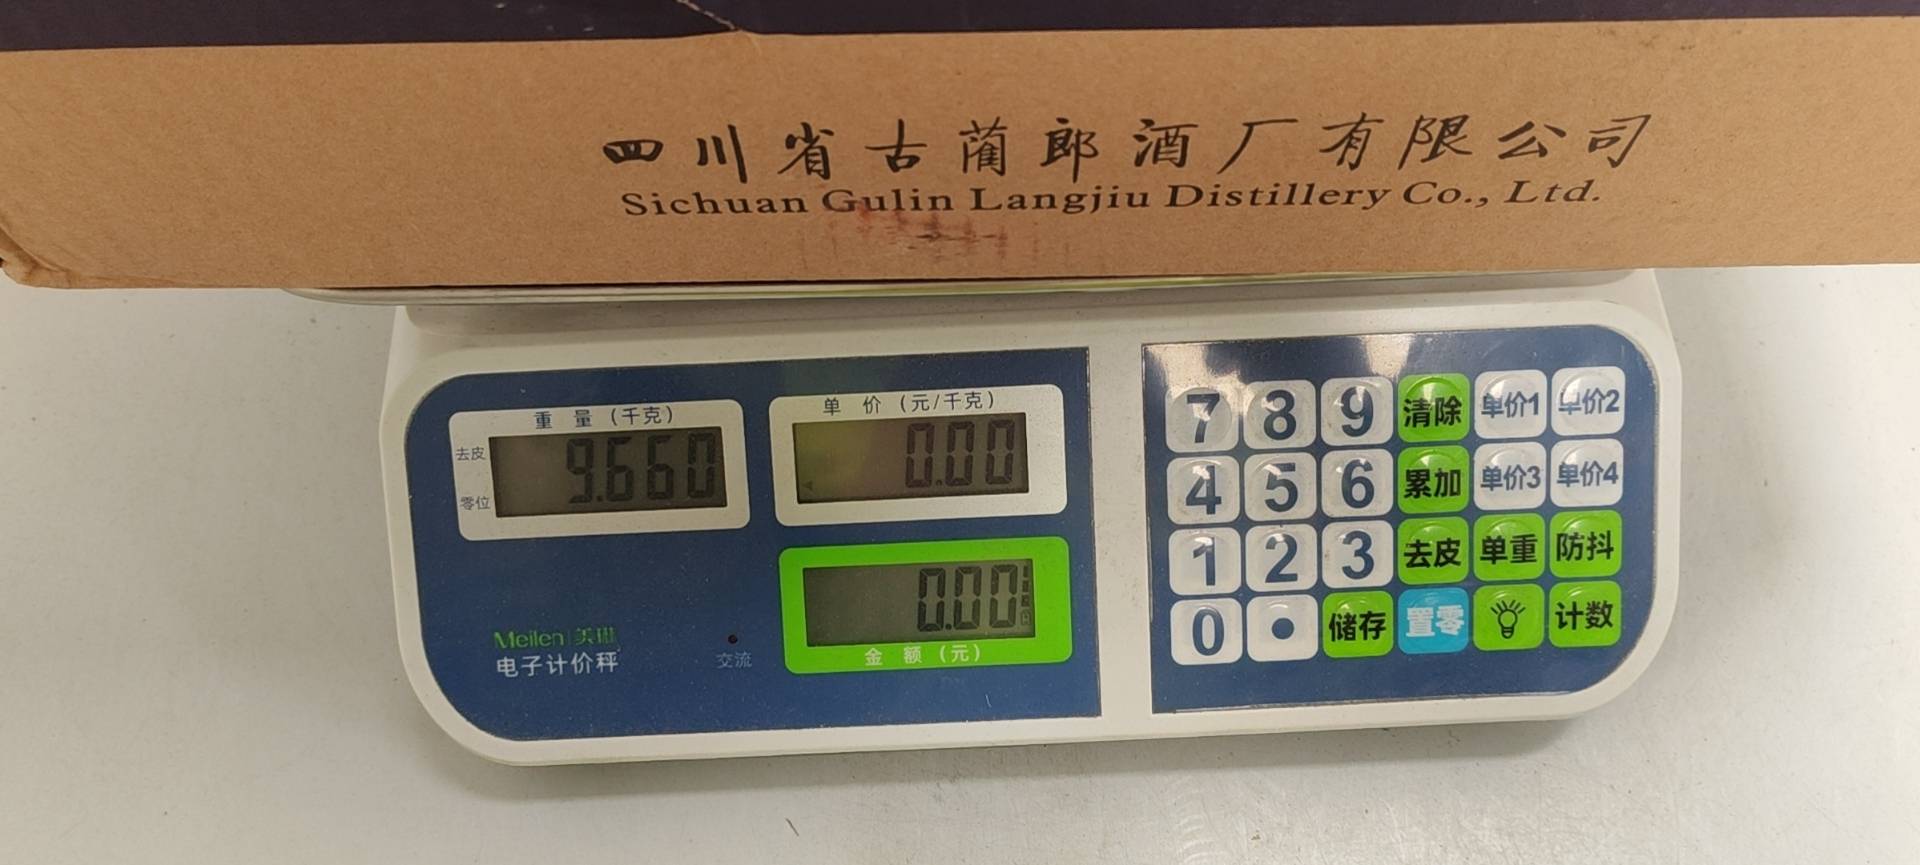 四川省古蔺郎酒厂有限公司
Sichuan Gulin Langjiu Distillery Co., Ltd.
重 量 (千克)
去皮
零位
9.660
单 价 (元/千克)
0.00
0.00
金 额 (元)
Meilen 美琳
电子计价秤
交流
7 8 9 清除 单价1 单价2
4 5 6 累加 单价3 单价4
1 2 3 去皮 单重 防抖
0 • 储存 置零 计数